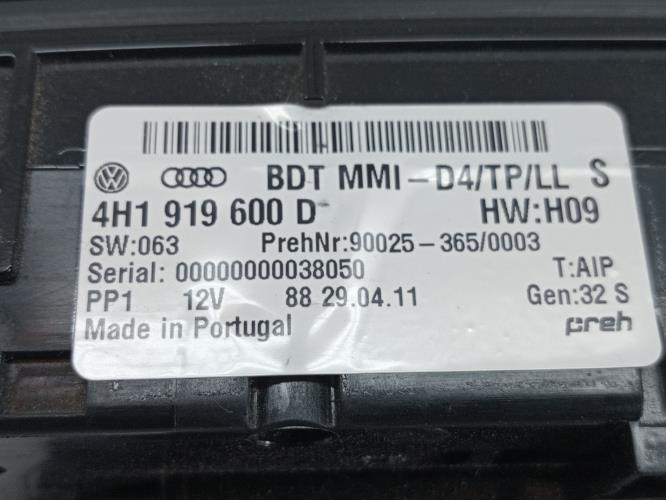 BDT MMI-D4/TP/LL S
4H1 919 600 D HW:H09
SW:063 PrehNr:90025-365/0003
Serial: 00000000038050 T:AIP
PP1 12V 88 29.04.11 Gen:32 S
Made in Portugal preh